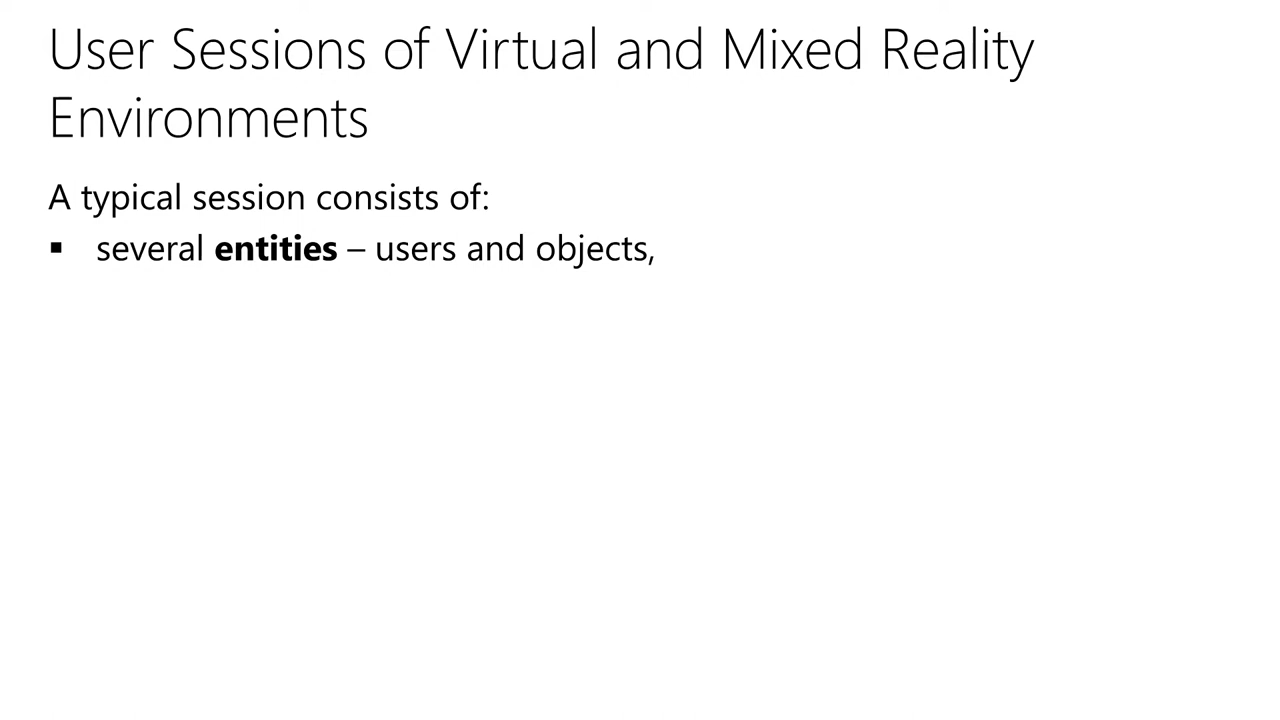 User Sessions of Virtual and Mixed Reality
Environments
A typical session consists of:
▪ several entities – users and objects,